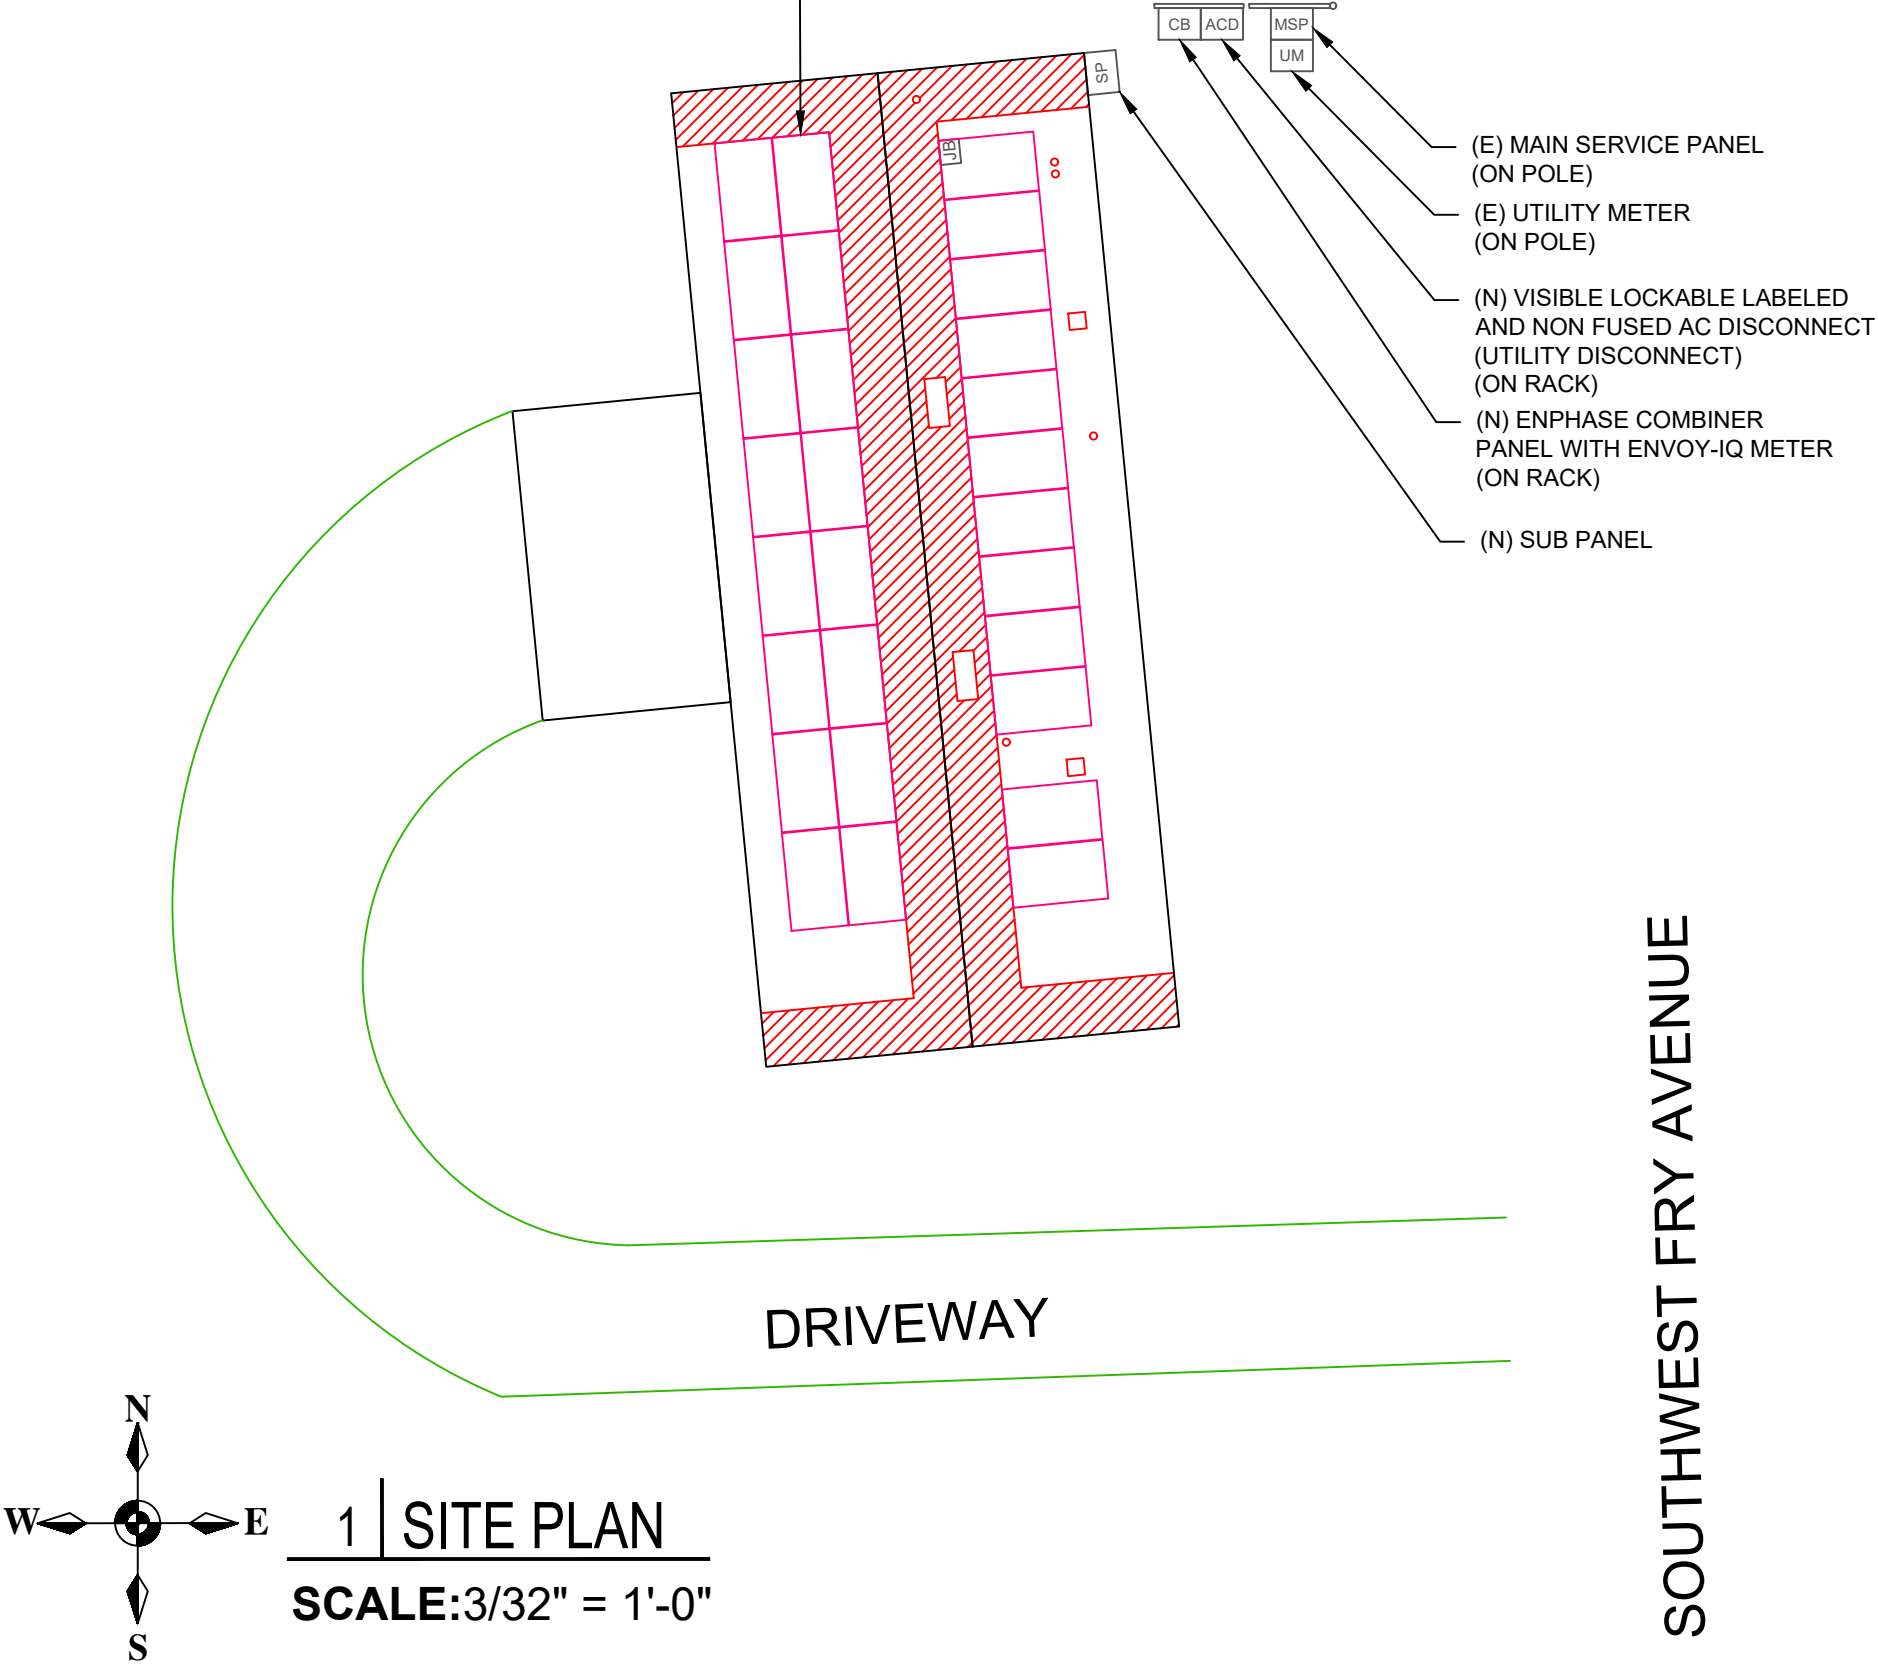 CB
ACD
MSP
UM
SP
JB
(E) MAIN SERVICE PANEL
(ON POLE)
(E) UTILITY METER
(ON POLE)
(N) VISIBLE LOCKABLE LABELED
AND NON FUSED AC DISCONNECT
(UTILITY DISCONNECT)
(ON RACK)
(N) ENPHASE COMBINER
PANEL WITH ENVOY-IQ METER
(ON RACK)
(N) SUB PANEL
SOUTHWEST FRY AVENUE
DRIVEWAY
N
W
E
S
1 SITE PLAN
SCALE:3/32" = 1'-0"